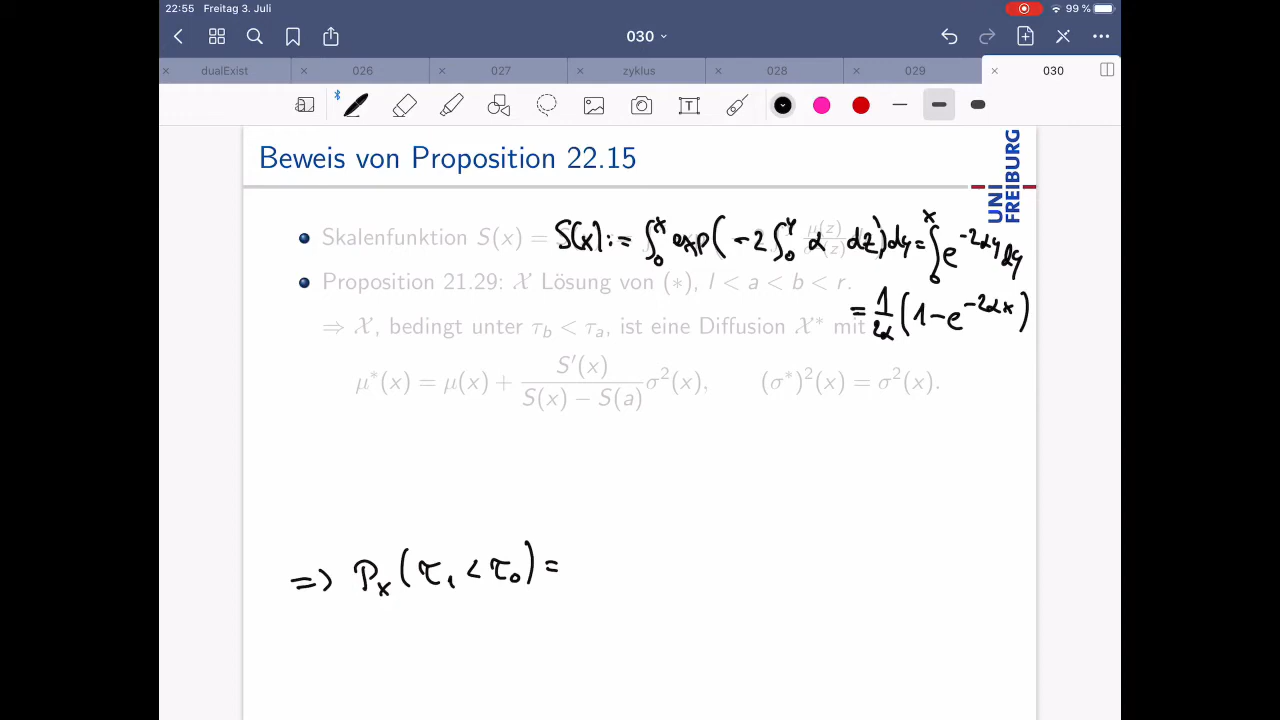 22:55 Freitag 3. Juli
99 %
030
dualExist 026 027 zyklus 028 029 030
Beweis von Proposition 22.15
UNI
FREIBURG
Skalenfunktion S(x) =
S(x) := ∫₀ˣ exp(-2 ∫₀ʸ α dz) dy = ∫₀ˣ e^{-2αy} dy
μ(z)
Proposition 21.29: X Lösung von (∗), l < a < b < r.
= 1/2α (1 - e^{-2αx})
⇒ X, bedingt unter τ_b < τ_a, ist eine Diffusion X* mit
μ*(x) = μ(x) + S′(x)/(S(x) − S(a)) σ²(x), (σ*)²(x) = σ²(x).
=> P_x(τ₁ < τ₀) =